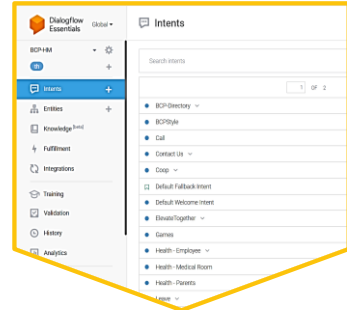 Dialogflow
Essentials
Global
Intents
BCP-HM
th
Search intents
Intents
1 OF 2
Entities
BCP-Directory
Knowledge [beta]
BCPStyle
Fulfillment
Call
Contact Us
Integrations
Coop
Default Fallback Intent
Training
Default Welcome Intent
Validation
ElevateTogether
History
Games
Analytics
Health - Employee
Health - Medical Room
Health - Parents
Leave